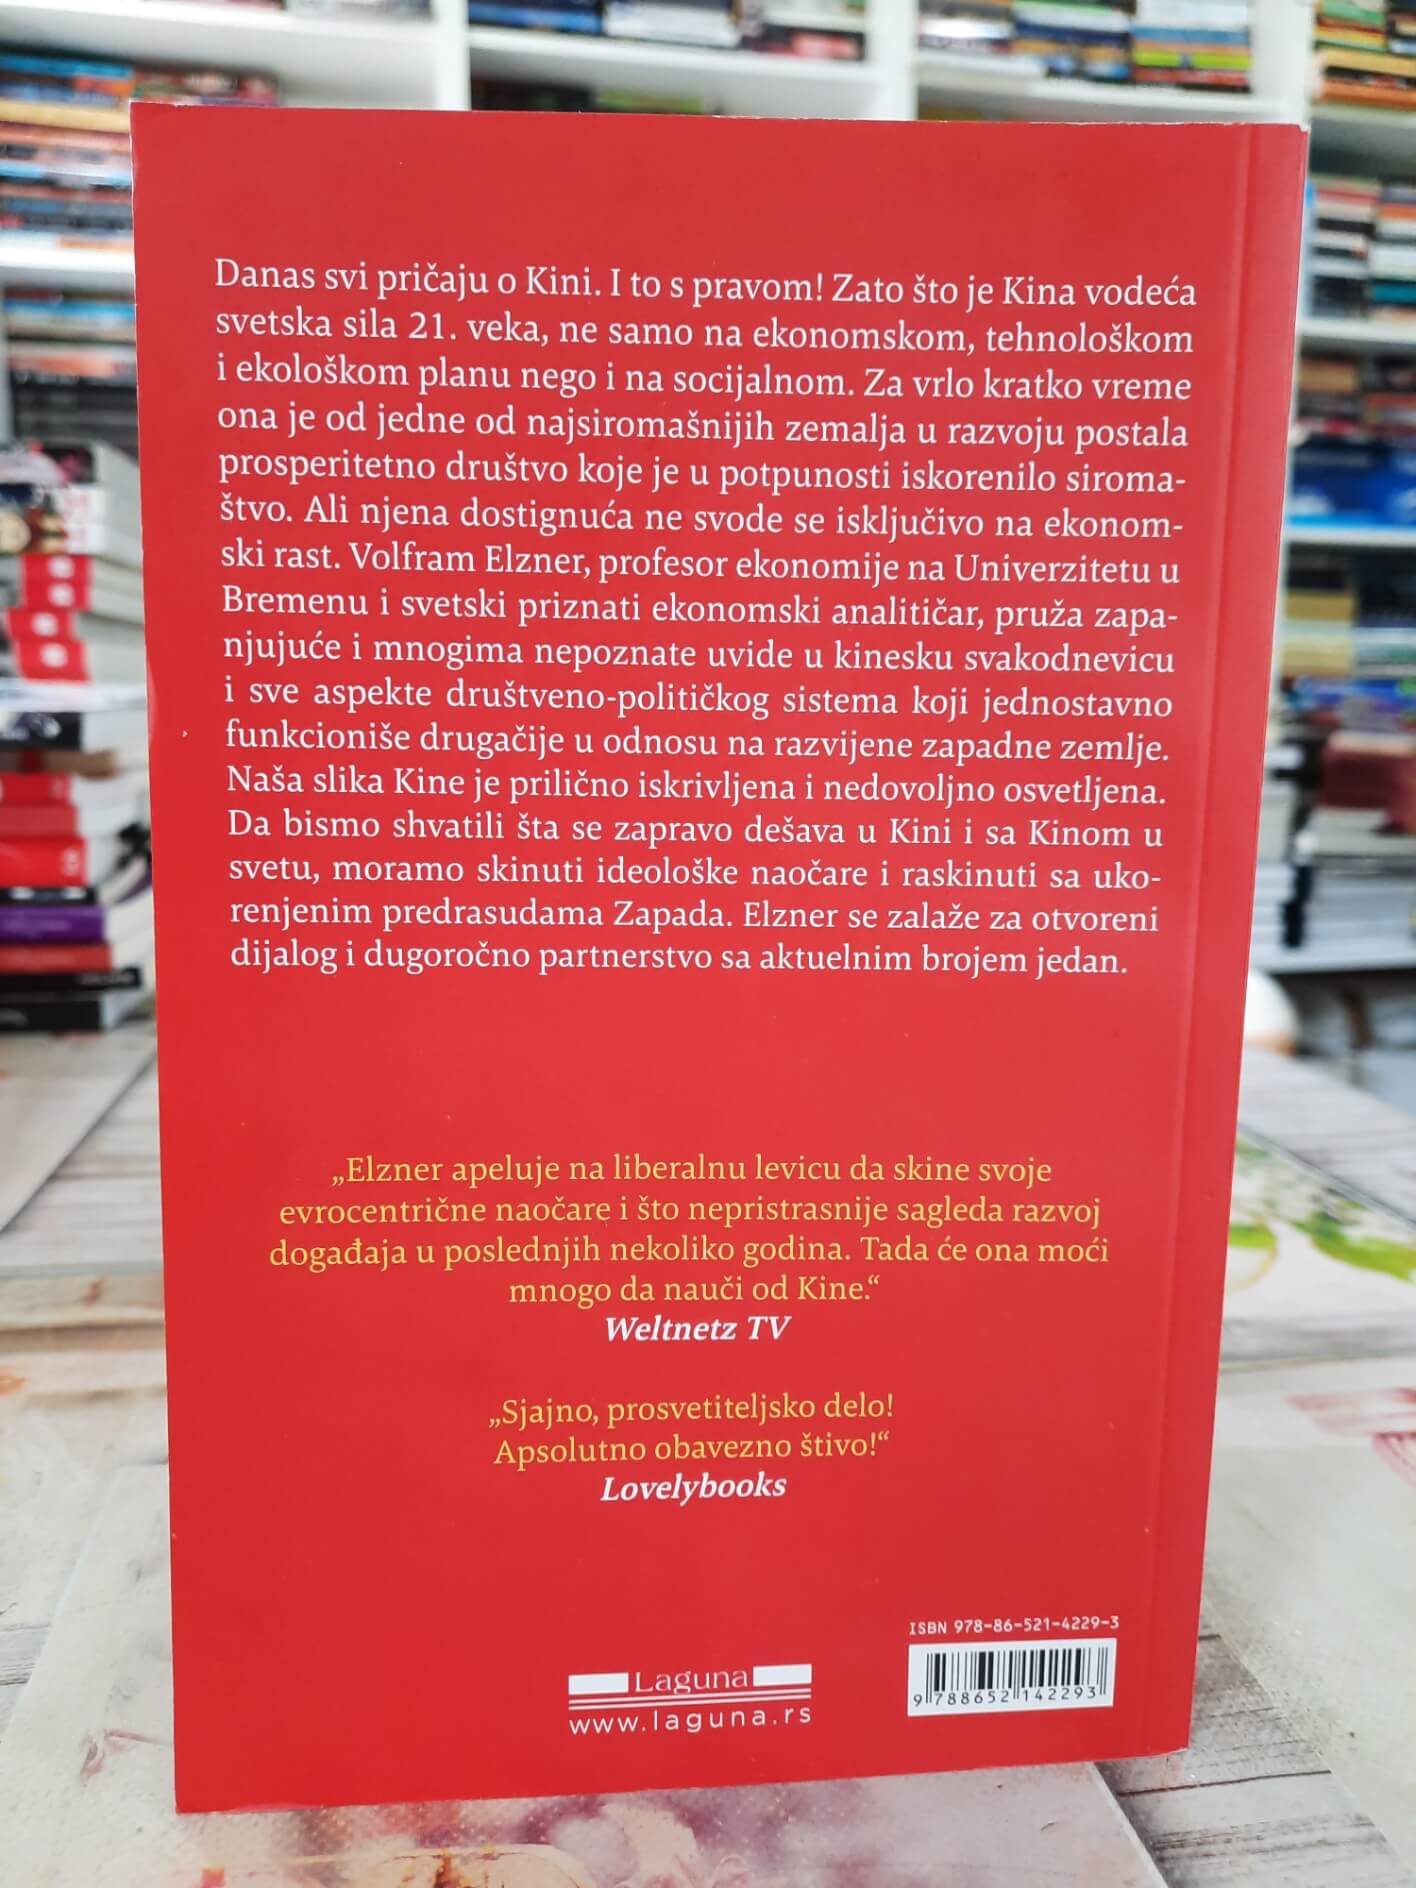 Danas svi pričaju o Kini. I to s pravom! Zato što je Kina vodeća
svetska sila 21. veka, ne samo na ekonomskom, tehnološkom
i ekološkom planu nego i na socijalnom. Za vrlo kratko vreme
ona je od jedne od najsiromašnijih zemalja u razvoju postala
prosperitetno društvo koje je u potpunosti iskorenilo siroma-
štvo. Ali njena dostignuća ne svode se isključivo na ekonom-
ski rast. Volfram Elzner, profesor ekonomije na Univerzitetu u
Bremenu i svetski priznati ekonomski analitičar, pruža zapa-
njujuće i mnogima nepoznate uvide u kinesku svakodnevicu
i sve aspekte društveno-političkog sistema koji jednostavno
funkcioniše drugačije u odnosu na razvijene zapadne zemlje.
Naša slika Kine je prilično iskrivljena i nedovoljno osvetljena.
Da bismo shvatili šta se zapravo dešava u Kini i sa Kinom u
svetu, moramo skinuti ideološke naočare i raskinuti sa uko-
renjenim predrasudama Zapada. Elzner se zalaže za otvoreni
dijalog i dugoročno partnerstvo sa aktuelnim brojem jedan.
„Elzner apeluje na liberalnu levicu da skine svoje
evrocentrične naočare i što nepristrasnije sagleda razvoj
događaja u poslednjih nekoliko godina. Tada će ona moći
mnogo da nauči od Kine.“
Weltnetz TV
„Sjajno, prosvetiteljsko delo!
Apsolutno obavezno štivo!“
Lovelybooks
ISBN 978-86-521-4229-3
9 788652 142293
Laguna
www.laguna.rs